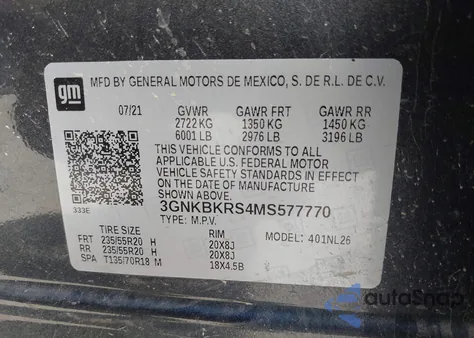 gm
MFD BY GENERAL MOTORS DE MEXICO, S. DE R.L. DE C.V.
07/21 GVWR GAWR FRT GAWR RR
2722 KG 1350 KG 1450 KG
6001 LB 2976 LB 3196 LB
THIS VEHICLE CONFORMS TO ALL
APPLICABLE U.S. FEDERAL MOTOR
VEHICLE SAFETY STANDARDS IN EFFECT
ON THE DATE OF MANUFACTURE
SHOWN ABOVE.
333E
3GNKBKRS4MS577770
TYPE: M.P.V.
TIRE SIZE RIM MODEL: 401NL26
FRT 235/55R20 H 20X8J
RR 235/55R20 H 20X8J
SPA T135/70R18 M 18X4.5B
autoSnap